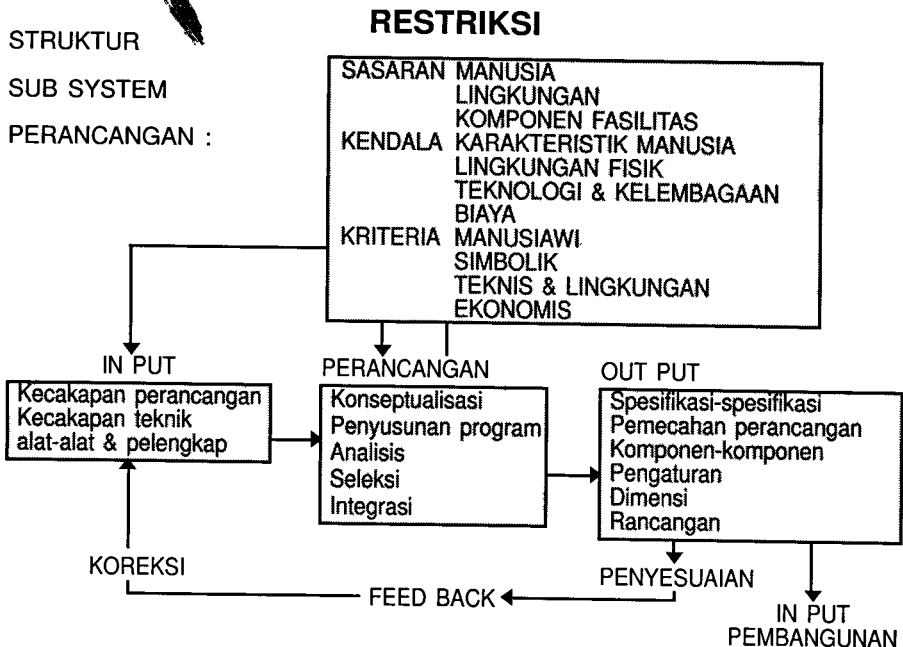 RESTRIKSI
STRUKTUR
SUB SYSTEM
PERANCANGAN :
SASARAN MANUSIA
LINGKUNGAN
KOMPONEN FASILITAS
KENDALA KARAKTERISTIK MANUSIA
LINGKUNGAN FISIK
TEKNOLOGI & KELEMBAGAAN
BIAYA
KRITERIA MANUSIAWI
SIMBOLIK
TEKNIS & LINGKUNGAN
EKONOMIS
IN PUT
Kecakapan perancangan
Kecakapan teknik
alat-alat & pelengkap
PERANCANGAN
Konseptualisasi
Penyusunan program
Analisis
Seleksi
Integrasi
OUT PUT
Spesifikasi-spesifikasi
Pemecahan perancangan
Komponen-komponen
Pengaturan
Dimensi
Rancangan
KOREKSI
FEED BACK
PENYESUAIAN
IN PUT
PEMBANGUNAN